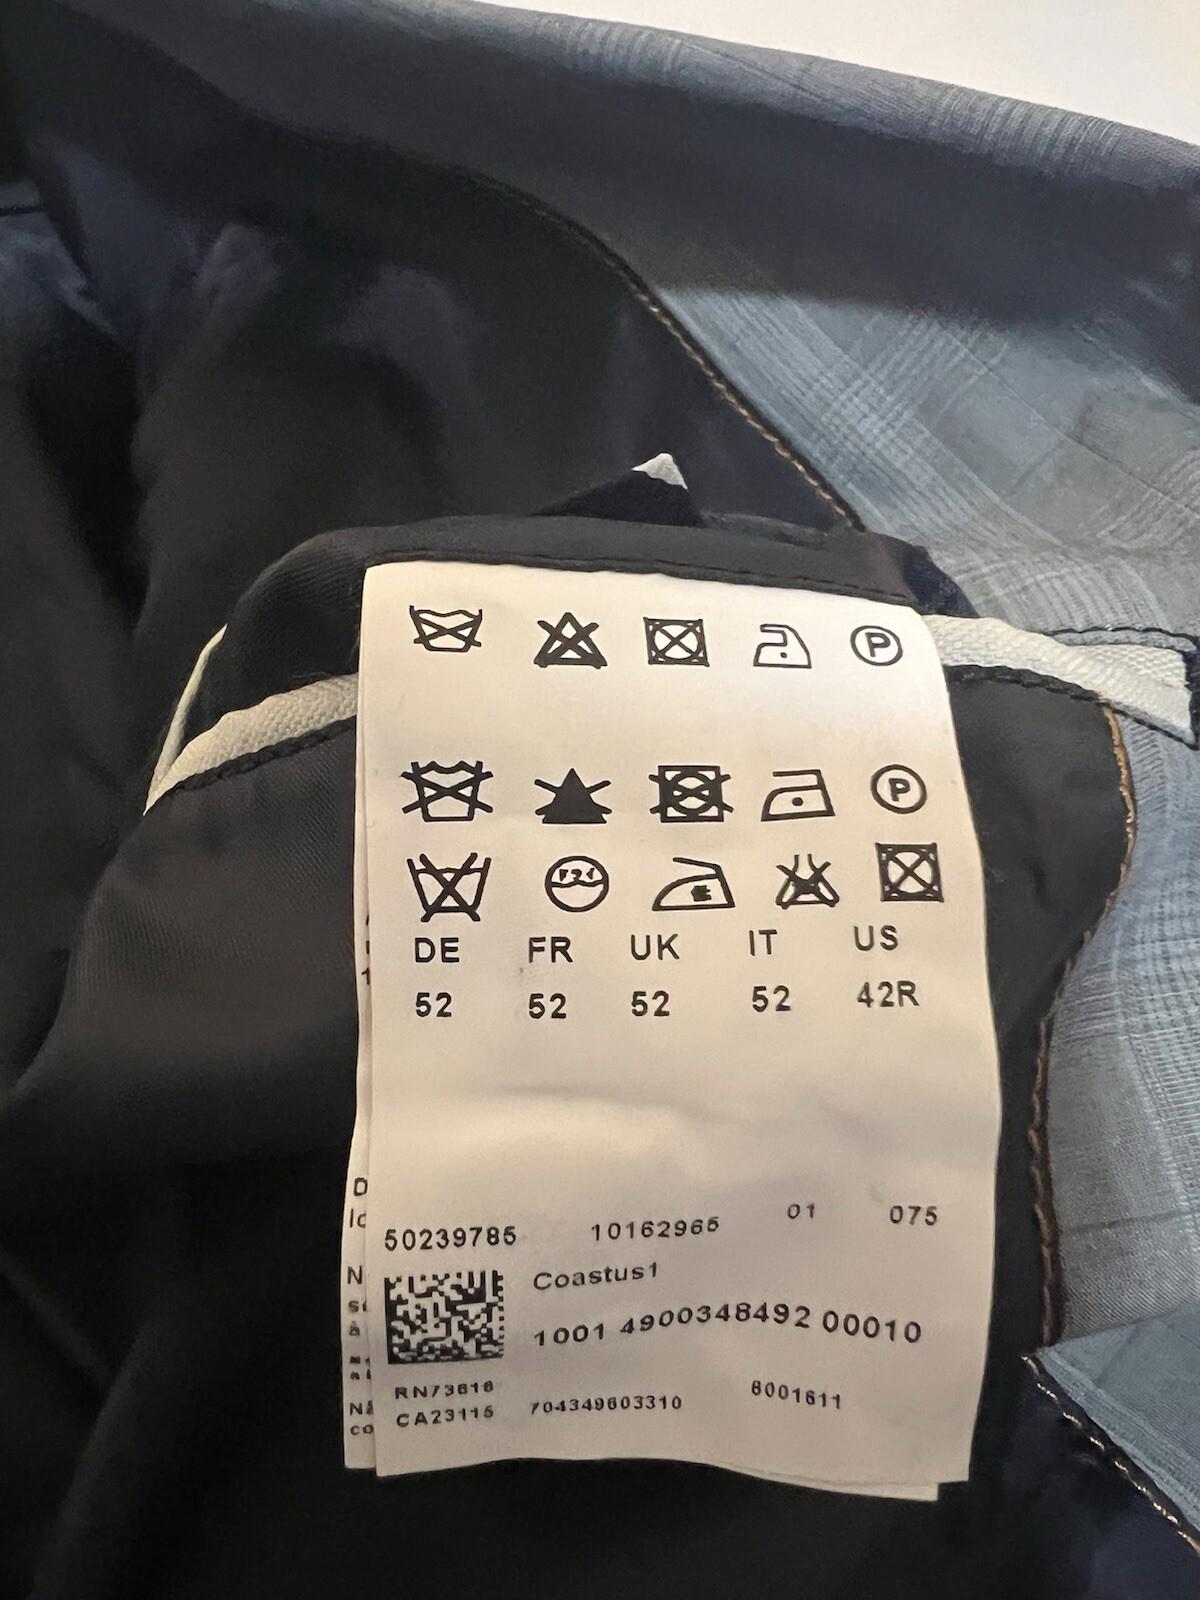 P
P
DE FR UK IT US
52 52 52 52 42R
50239785 10162965 01 075
Coastus1
1001 4900348492 00010
RN73616
CA23115 704349603310 6001611